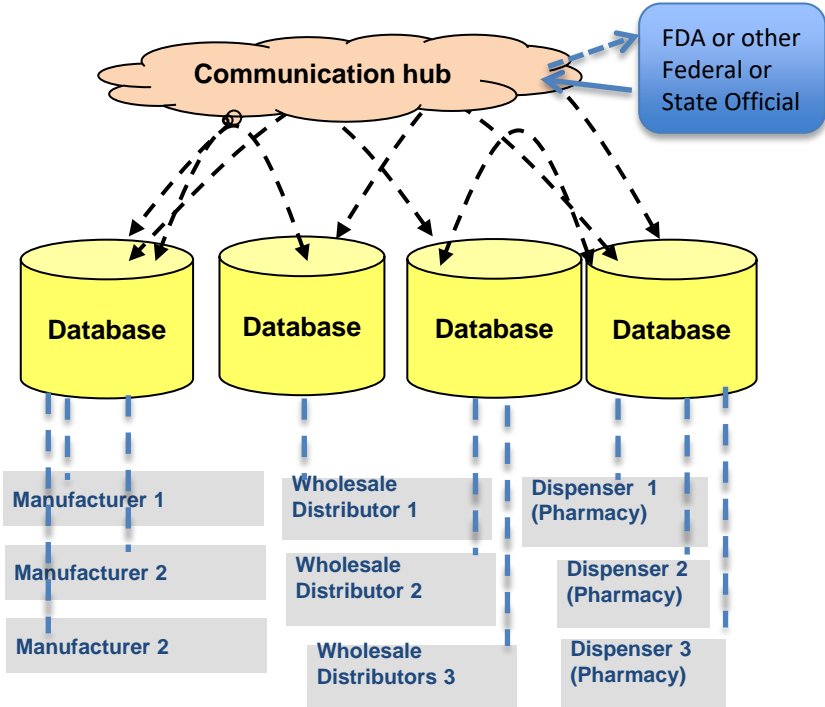 Communication hub
FDA or other
Federal or
State Official
Database
Database
Database
Database
Manufacturer 1
Manufacturer 2
Manufacturer 2
Wholesale
Distributor 1
Wholesale
Distributor 2
Wholesale
Distributors 3
Dispenser 1
(Pharmacy)
Dispenser 2
(Pharmacy)
Dispenser 3
(Pharmacy)